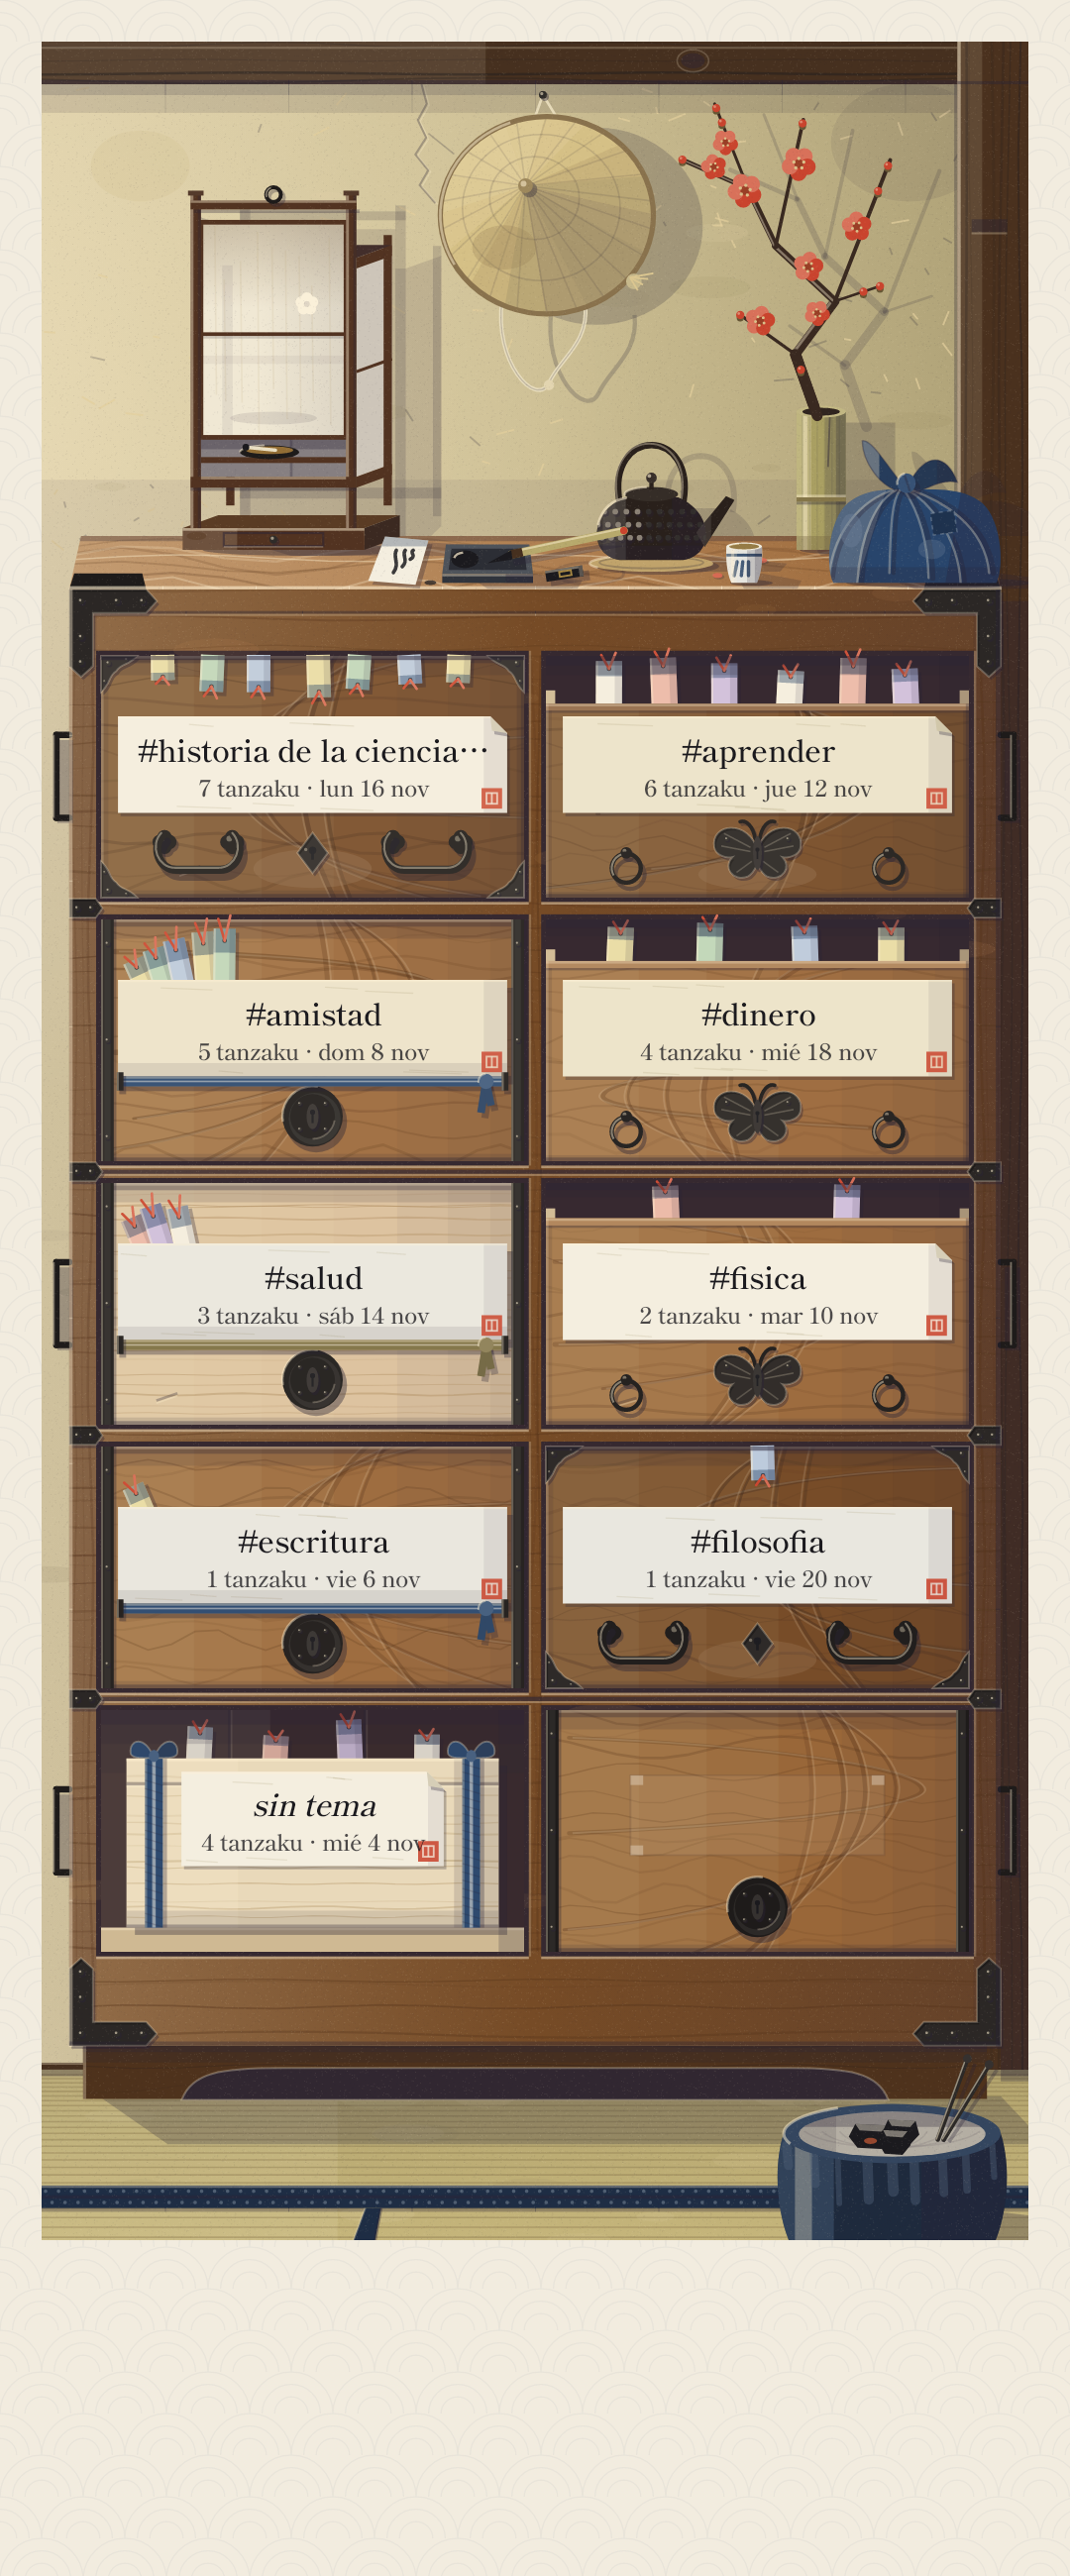 #historia de la ciencia…
7 tanzaku · lun 16 nov
#aprender
6 tanzaku · jue 12 nov
#amistad
5 tanzaku · dom 8 nov
#dinero
4 tanzaku · mié 18 nov
#salud
3 tanzaku · sáb 14 nov
#fisica
2 tanzaku · mar 10 nov
#escritura
1 tanzaku · vie 6 nov
#filosofia
1 tanzaku · vie 20 nov
sin tema
4 tanzaku · mié 4 nov